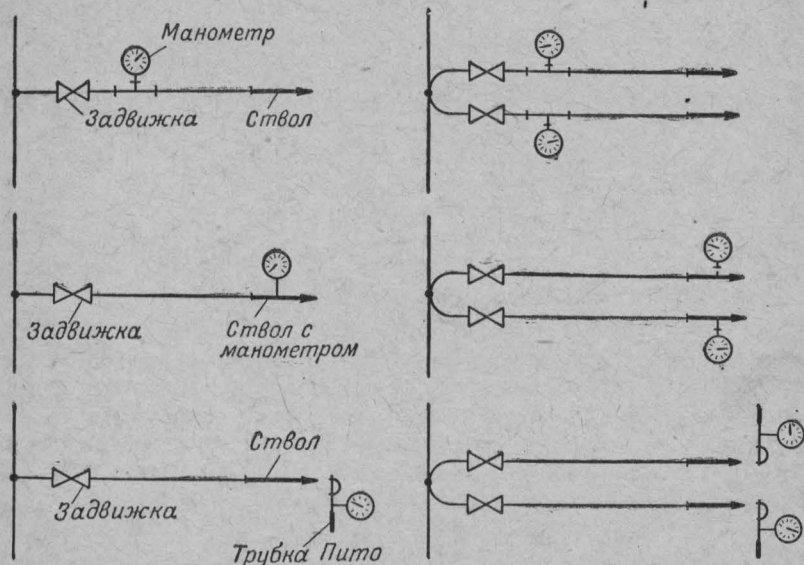 Манометр
Задвижка
Ствол
Задвижка
Ствол с
манометром
Ствол
Задвижка
Трубка Пито